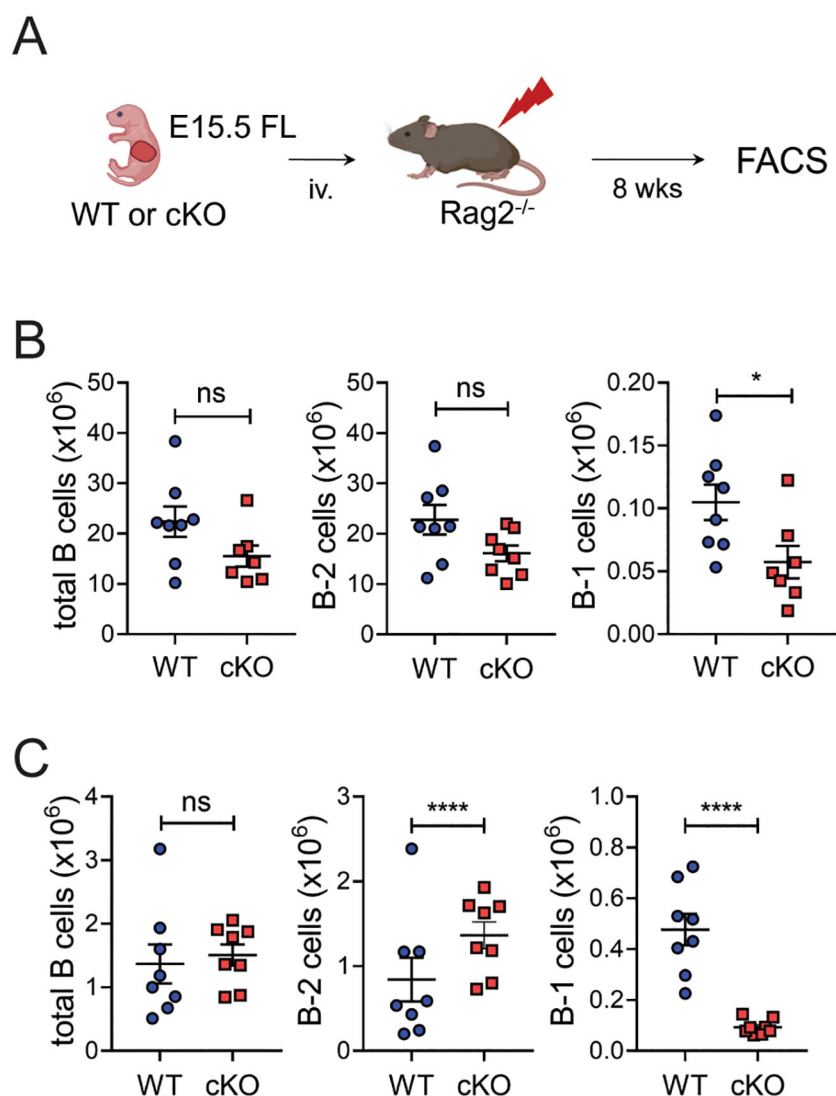 A
E15.5 FL
WT or cKO
iv.
Rag2-/-
8 wks
FACS
B
total B cells (x10⁶)
50
40
30
20
10
0
ns
WT cKO
B-2 cells (x10⁶)
50
40
30
20
10
0
ns
WT cKO
B-1 cells (x10⁶)
0.20
0.15
0.10
0.05
0.00
*
WT cKO
C
total B cells (x10⁶)
4
3
2
1
0
ns
WT cKO
B-2 cells (x10⁶)
3
2
1
0
****
WT cKO
B-1 cells (x10⁶)
1.0
0.8
0.6
0.4
0.2
0.0
****
WT cKO